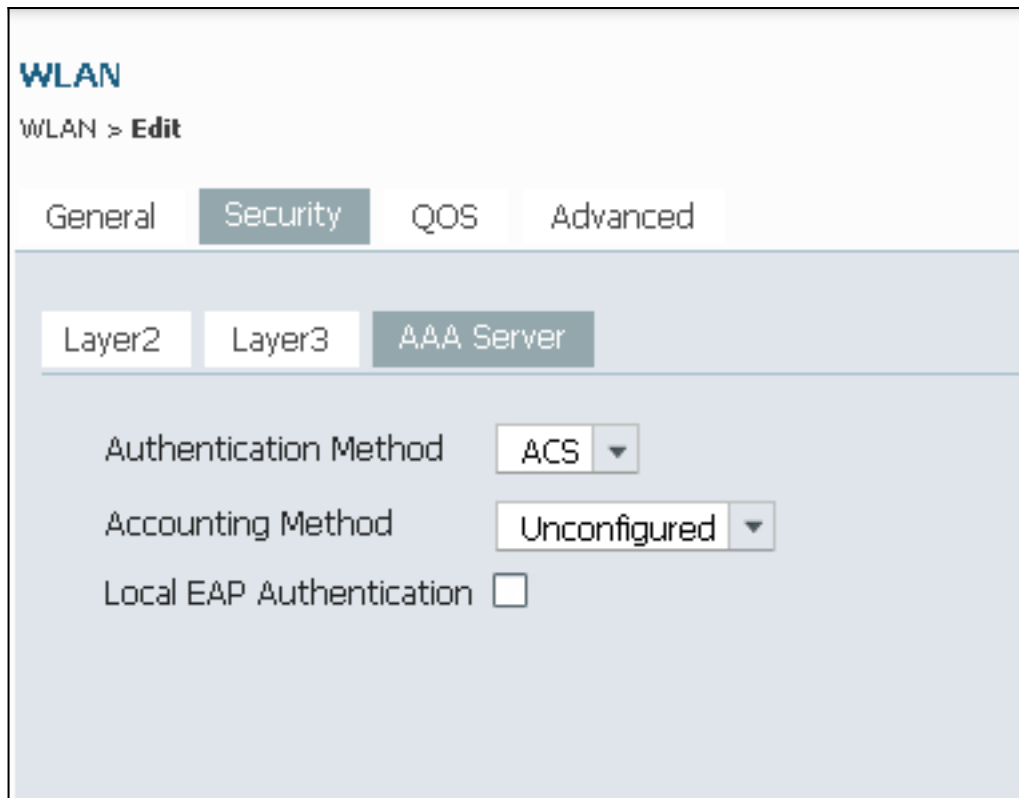 WLAN
WLAN > Edit
General Security QOS Advanced
Layer2 Layer3 AAA Server
Authentication Method ACS
Accounting Method Unconfigured
Local EAP Authentication